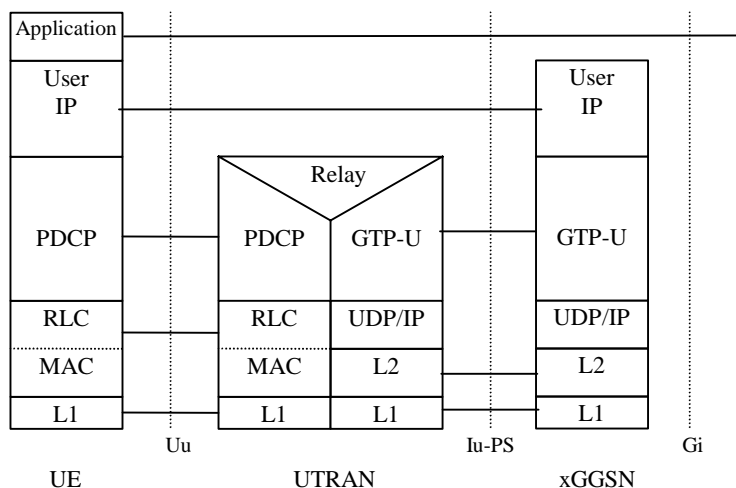 Application
User
IP
User
IP
Relay
PDCP
PDCP
GTP-U
GTP-U
RLC
RLC
UDP/IP
UDP/IP
MAC
MAC
L2
L2
L1
L1
L1
L1
Uu
Iu-PS
Gi
UE
UTRAN
xGGSN